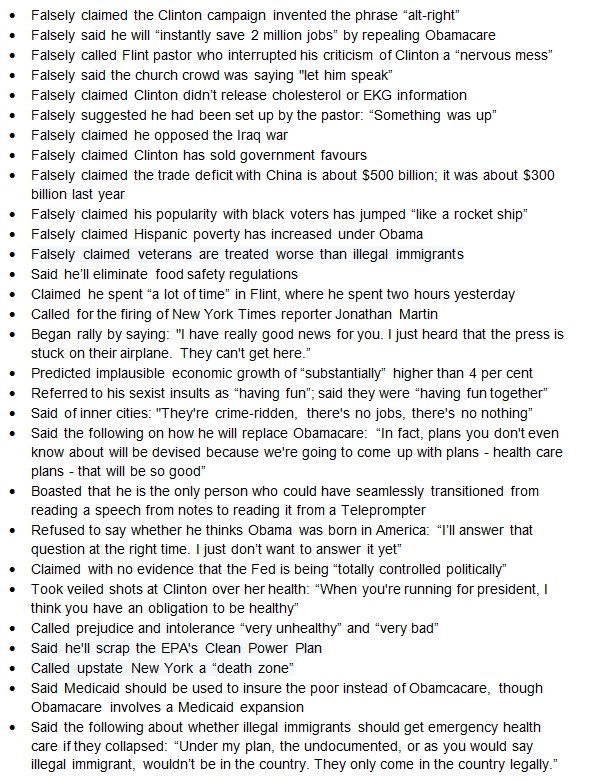 • Falsely claimed the Clinton campaign invented the phrase “alt-right”
• Falsely said he will “instantly save 2 million jobs” by repealing Obamacare
• Falsely called Flint pastor who interrupted his criticism of Clinton a “nervous mess”
• Falsely said the church crowd was saying "let him speak”
• Falsely claimed Clinton didn’t release cholesterol or EKG information
• Falsely suggested he had been set up by the pastor: “Something was up”
• Falsely claimed he opposed the Iraq war
• Falsely claimed Clinton has sold government favours
• Falsely claimed the trade deficit with China is about $500 billion; it was about $300
billion last year
• Falsely claimed his popularity with black voters has jumped “like a rocket ship”
• Falsely claimed Hispanic poverty has increased under Obama
• Falsely claimed veterans are treated worse than illegal immigrants
• Said he’ll eliminate food safety regulations
• Claimed he spent “a lot of time” in Flint, where he spent two hours yesterday
• Called for the firing of New York Times reporter Jonathan Martin
• Began rally by saying: "I have really good news for you. I just heard that the press is
stuck on their airplane. They can't get here.”
• Predicted implausible economic growth of “substantially” higher than 4 per cent
• Referred to his sexist insults as “having fun”; said they were “having fun together”
• Said of inner cities: "They're crime-ridden, there's no jobs, there's no nothing”
• Said the following on how he will replace Obamacare: “In fact, plans you don't even
know about will be devised because we're going to come up with plans - health care
plans - that will be so good”
• Boasted that he is the only person who could have seamlessly transitioned from
reading a speech from notes to reading it from a Teleprompter
• Refused to say whether he thinks Obama was born in America: “I’ll answer that
question at the right time. I just don’t want to answer it yet”
• Claimed with no evidence that the Fed is being “totally controlled politically”
• Took veiled shots at Clinton over her health: “When you're running for president, I
think you have an obligation to be healthy”
• Called prejudice and intolerance “very unhealthy” and “very bad”
• Said he'll scrap the EPA's Clean Power Plan
• Called upstate New York a “death zone”
• Said Medicaid should be used to insure the poor instead of Obamcacare, though
Obamacare involves a Medicaid expansion
• Said the following about whether illegal immigrants should get emergency health
care if they collapsed: “Under my plan, the undocumented, or as you would say
illegal immigrant, wouldn’t be in the country. They only come in the country legally.”